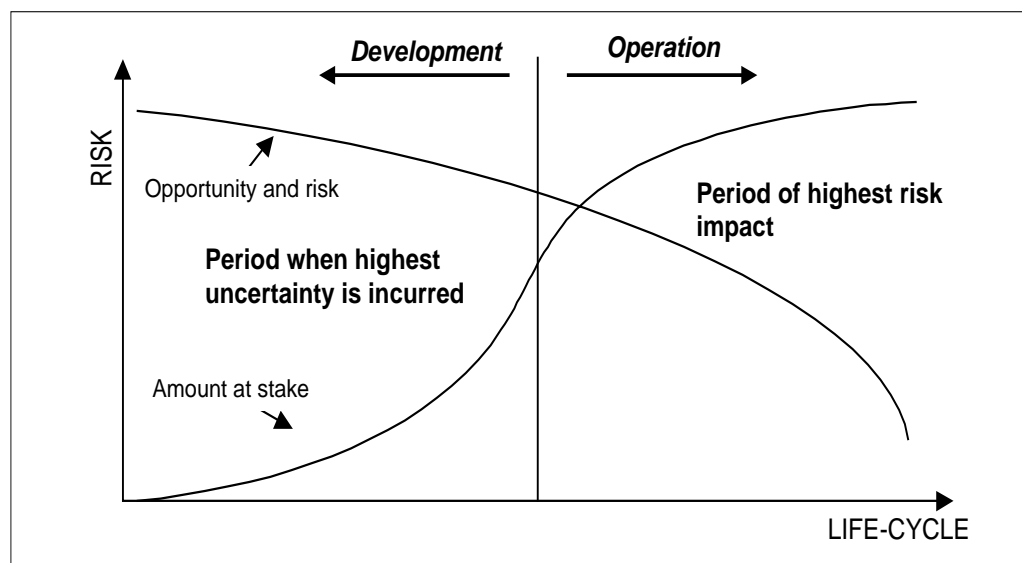 Development
Operation
RISK
Opportunity and risk
Period of highest risk
impact
Period when highest
uncertainty is incurred
Amount at stake
LIFE-CYCLE